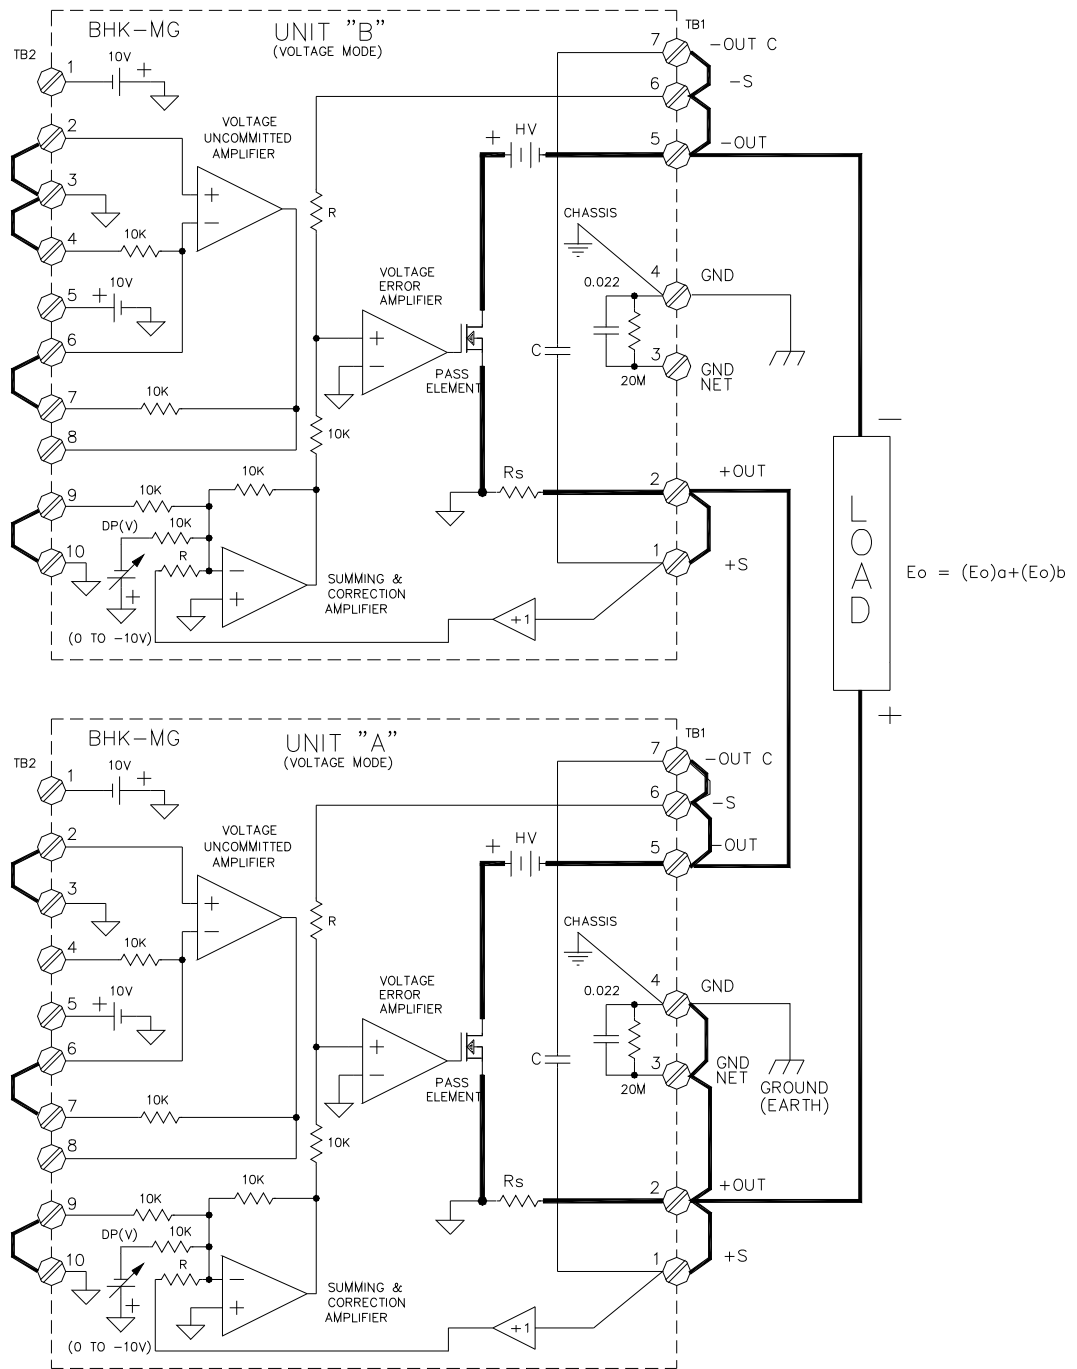 BHK-MG
UNIT "B"
(VOLTAGE MODE)
TB2
TB1
1
10V
+
2
3
4
10K
VOLTAGE
UNCOMMITTED
AMPLIFIER
+
−
5
+
10V
6
7
10K
8
9
10K
10K
10
DP(V)
10K
R
+
(0 TO -10V)
−
+
SUMMING &
CORRECTION
AMPLIFIER
+1
R
10K
VOLTAGE
ERROR
AMPLIFIER
+
−
PASS
ELEMENT
+
HV
C
Rs
7
-OUT C
6
-S
5
-OUT
CHASSIS
4
GND
0.022
20M
3
GND
NET
2
+OUT
1
+S
−
LOAD
+
Eo = (Eo)a+(Eo)b
BHK-MG
UNIT "A"
(VOLTAGE MODE)
TB2
TB1
1
10V
+
2
3
4
10K
VOLTAGE
UNCOMMITTED
AMPLIFIER
+
−
5
+
10V
6
7
10K
8
9
10K
10K
10
DP(V)
10K
R
+
(0 TO -10V)
−
+
SUMMING &
CORRECTION
AMPLIFIER
+1
R
10K
VOLTAGE
ERROR
AMPLIFIER
+
−
PASS
ELEMENT
+
HV
C
Rs
7
-OUT C
6
-S
5
-OUT
CHASSIS
4
GND
0.022
20M
3
GND
NET
GROUND
(EARTH)
2
+OUT
1
+S